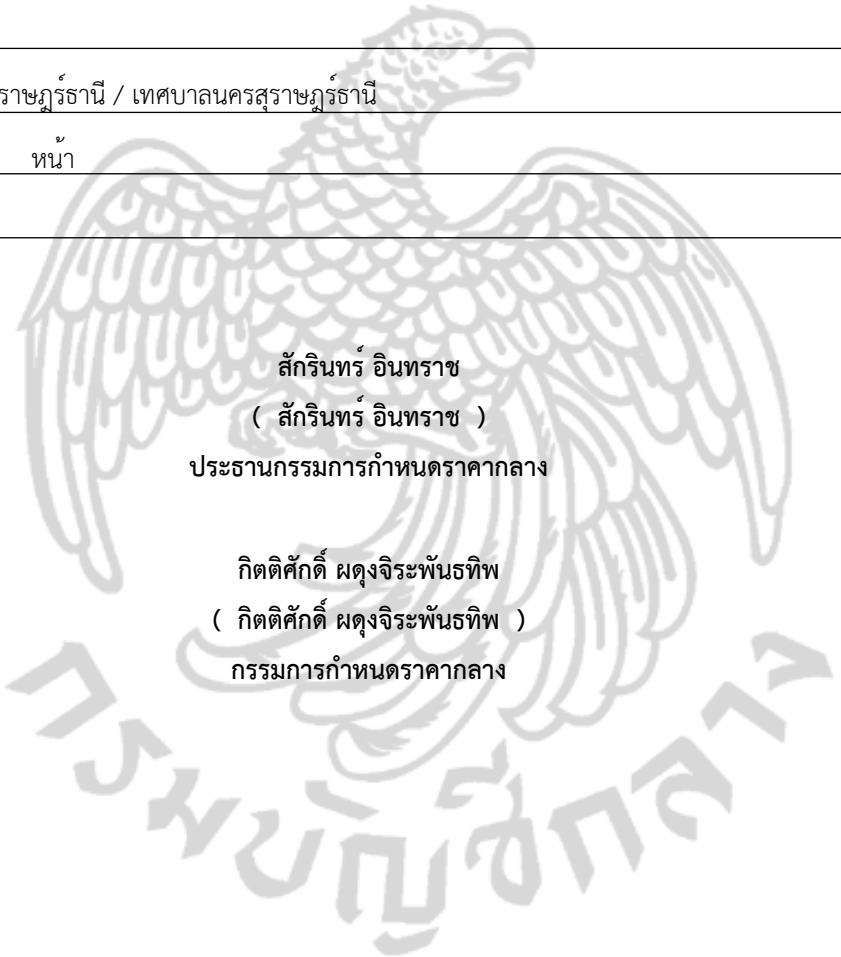 ราษฎร์ธานี / เทศบาลนครสุราษฎร์ธานี
หน้า
สักรินทร์ อินทราช
( สักรินทร์ อินทราช )
ประธานกรรมการกำหนดราคากลาง
กิตติศักดิ์ ผดุงจิระพันธทิพ
( กิตติศักดิ์ ผดุงจิระพันธทิพ )
กรรมการกำหนดราคากลาง
กรมบัญชีกลาง